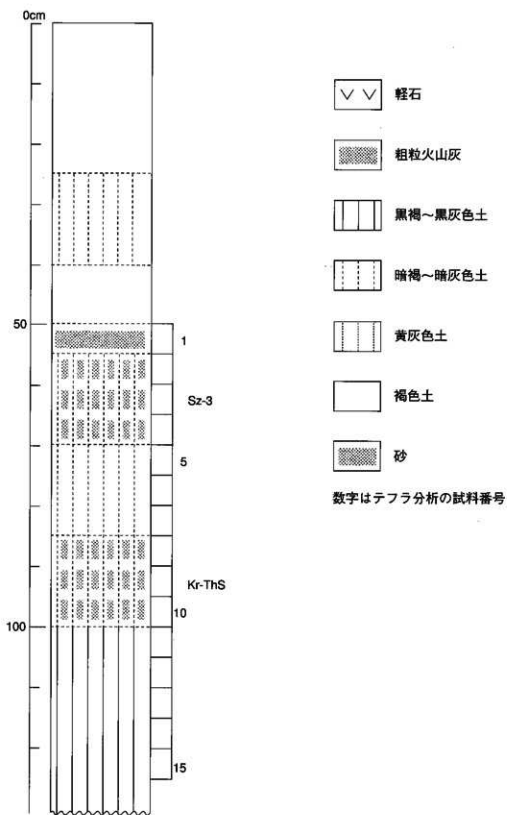 0cm
50
100
1
Sz-3
5
Kr-ThS
10
15
軽石
粗粒火山灰
黒褐～黒灰色土
暗褐～暗灰色土
黄灰色土
褐色土
砂
数字はテフラ分析の試料番号